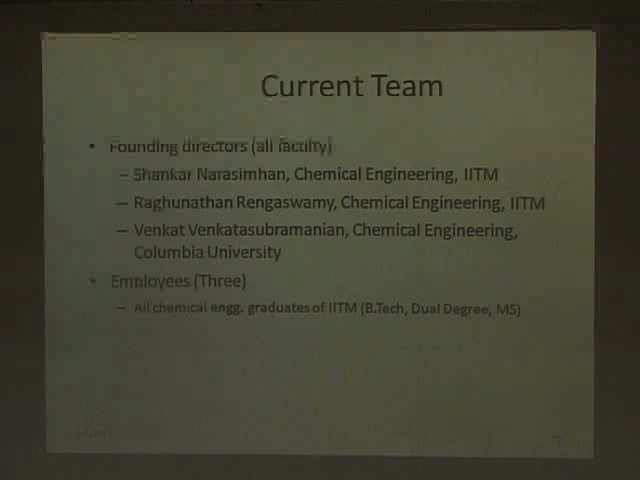 Current Team
• Founding directors (all faculty)
– Shankar Narasimhan, Chemical Engineering, IITM
– Raghunathan Rengaswamy, Chemical Engineering, IITM
– Venkat Venkatasubramanian, Chemical Engineering,
Columbia University
• Employees (Three)
– All chemical engg. graduates of IITM (B.Tech, Dual Degree, MS)